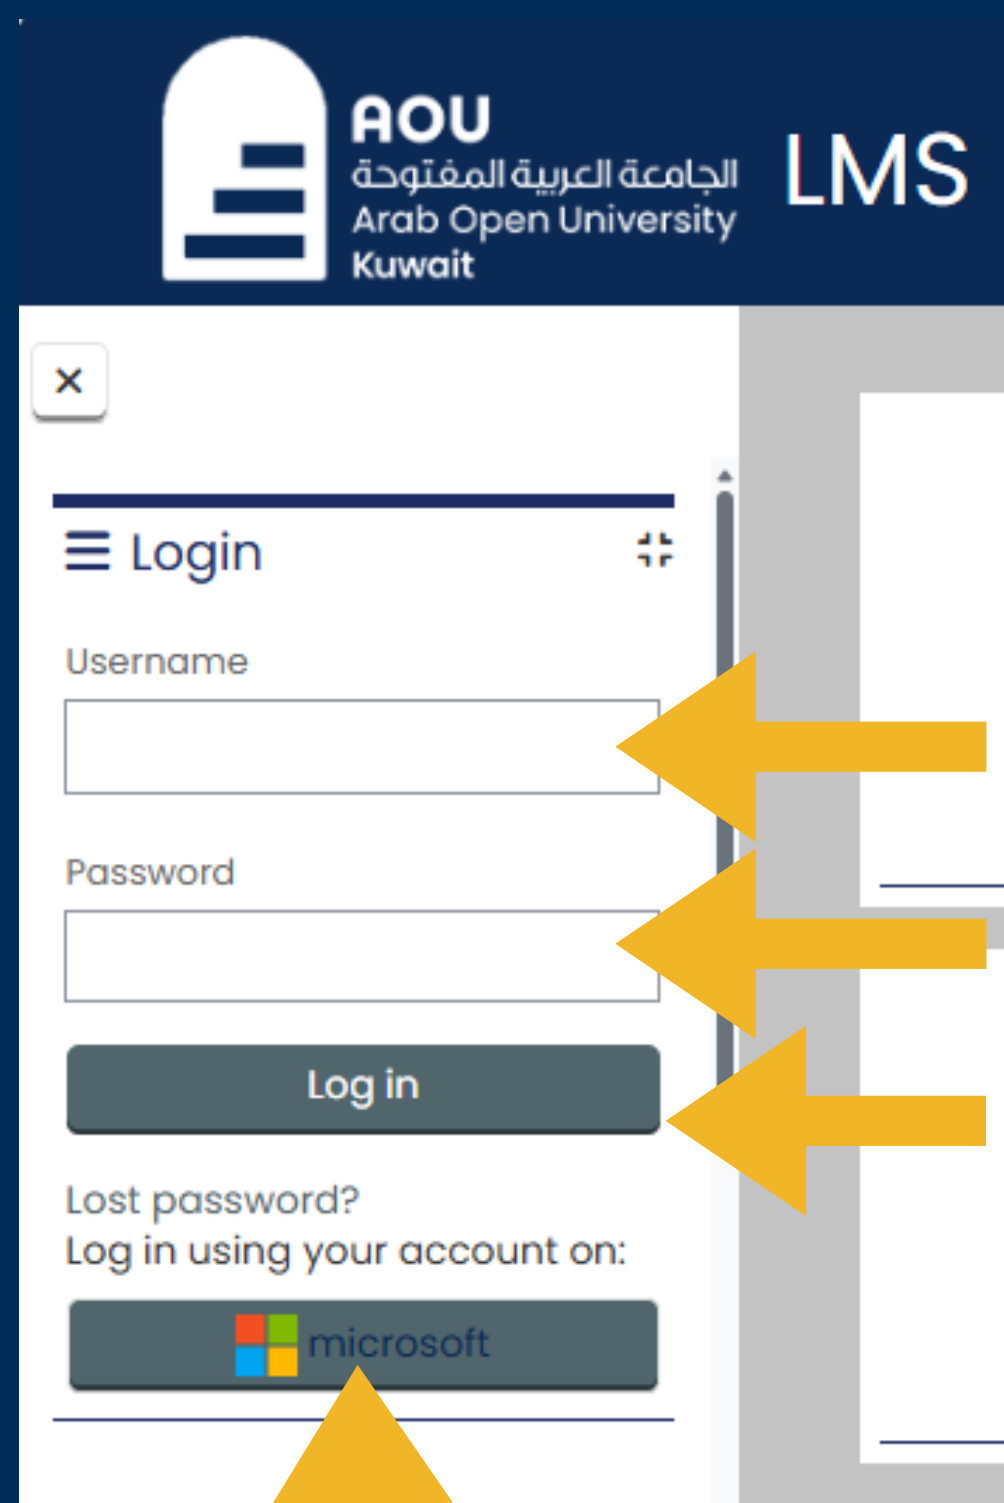 AOU
الجامعة العربية المفتوحة
Arab Open University
Kuwait
LMS
Login
Username
Password
Log in
Lost password?
Log in using your account on:
microsoft